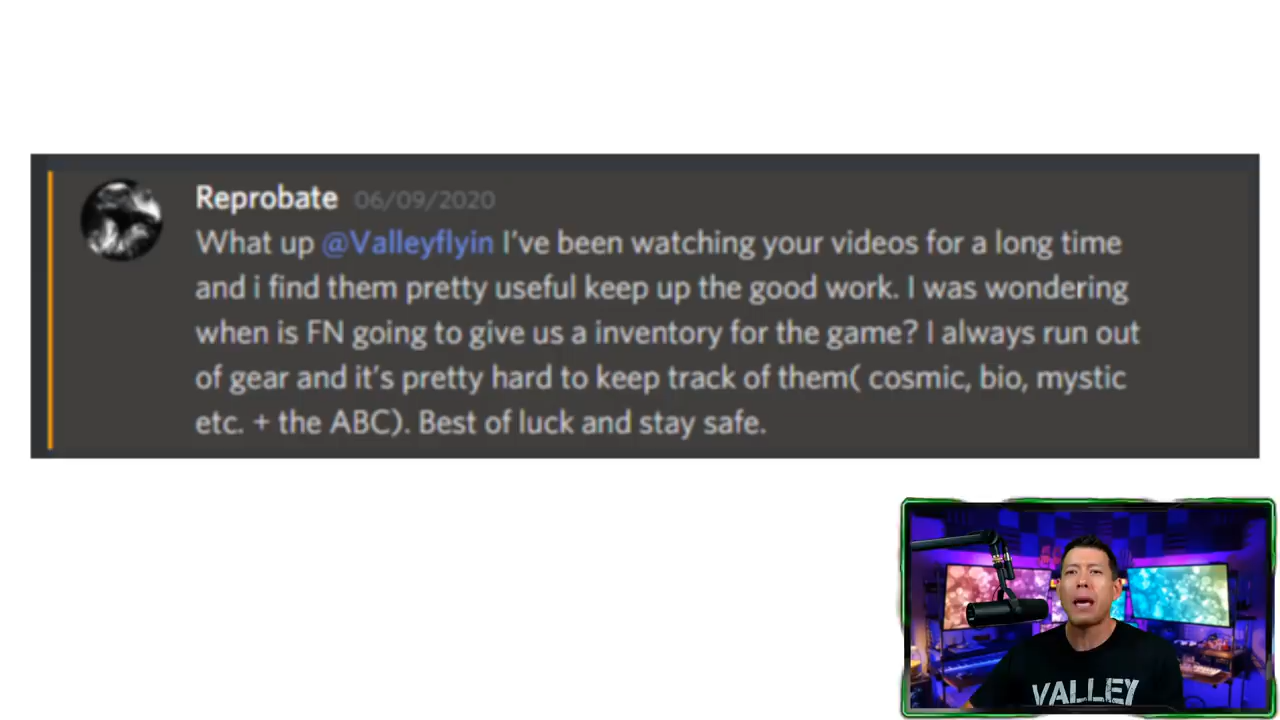 Reprobate 06/09/2020
What up @Valleyflyin I've been watching your videos for a long time
and i find them pretty useful keep up the good work. I was wondering
when is FN going to give us a inventory for the game? I always run out
of gear and it's pretty hard to keep track of them( cosmic, bio, mystic
etc. + the ABC). Best of luck and stay safe.
VALLEY